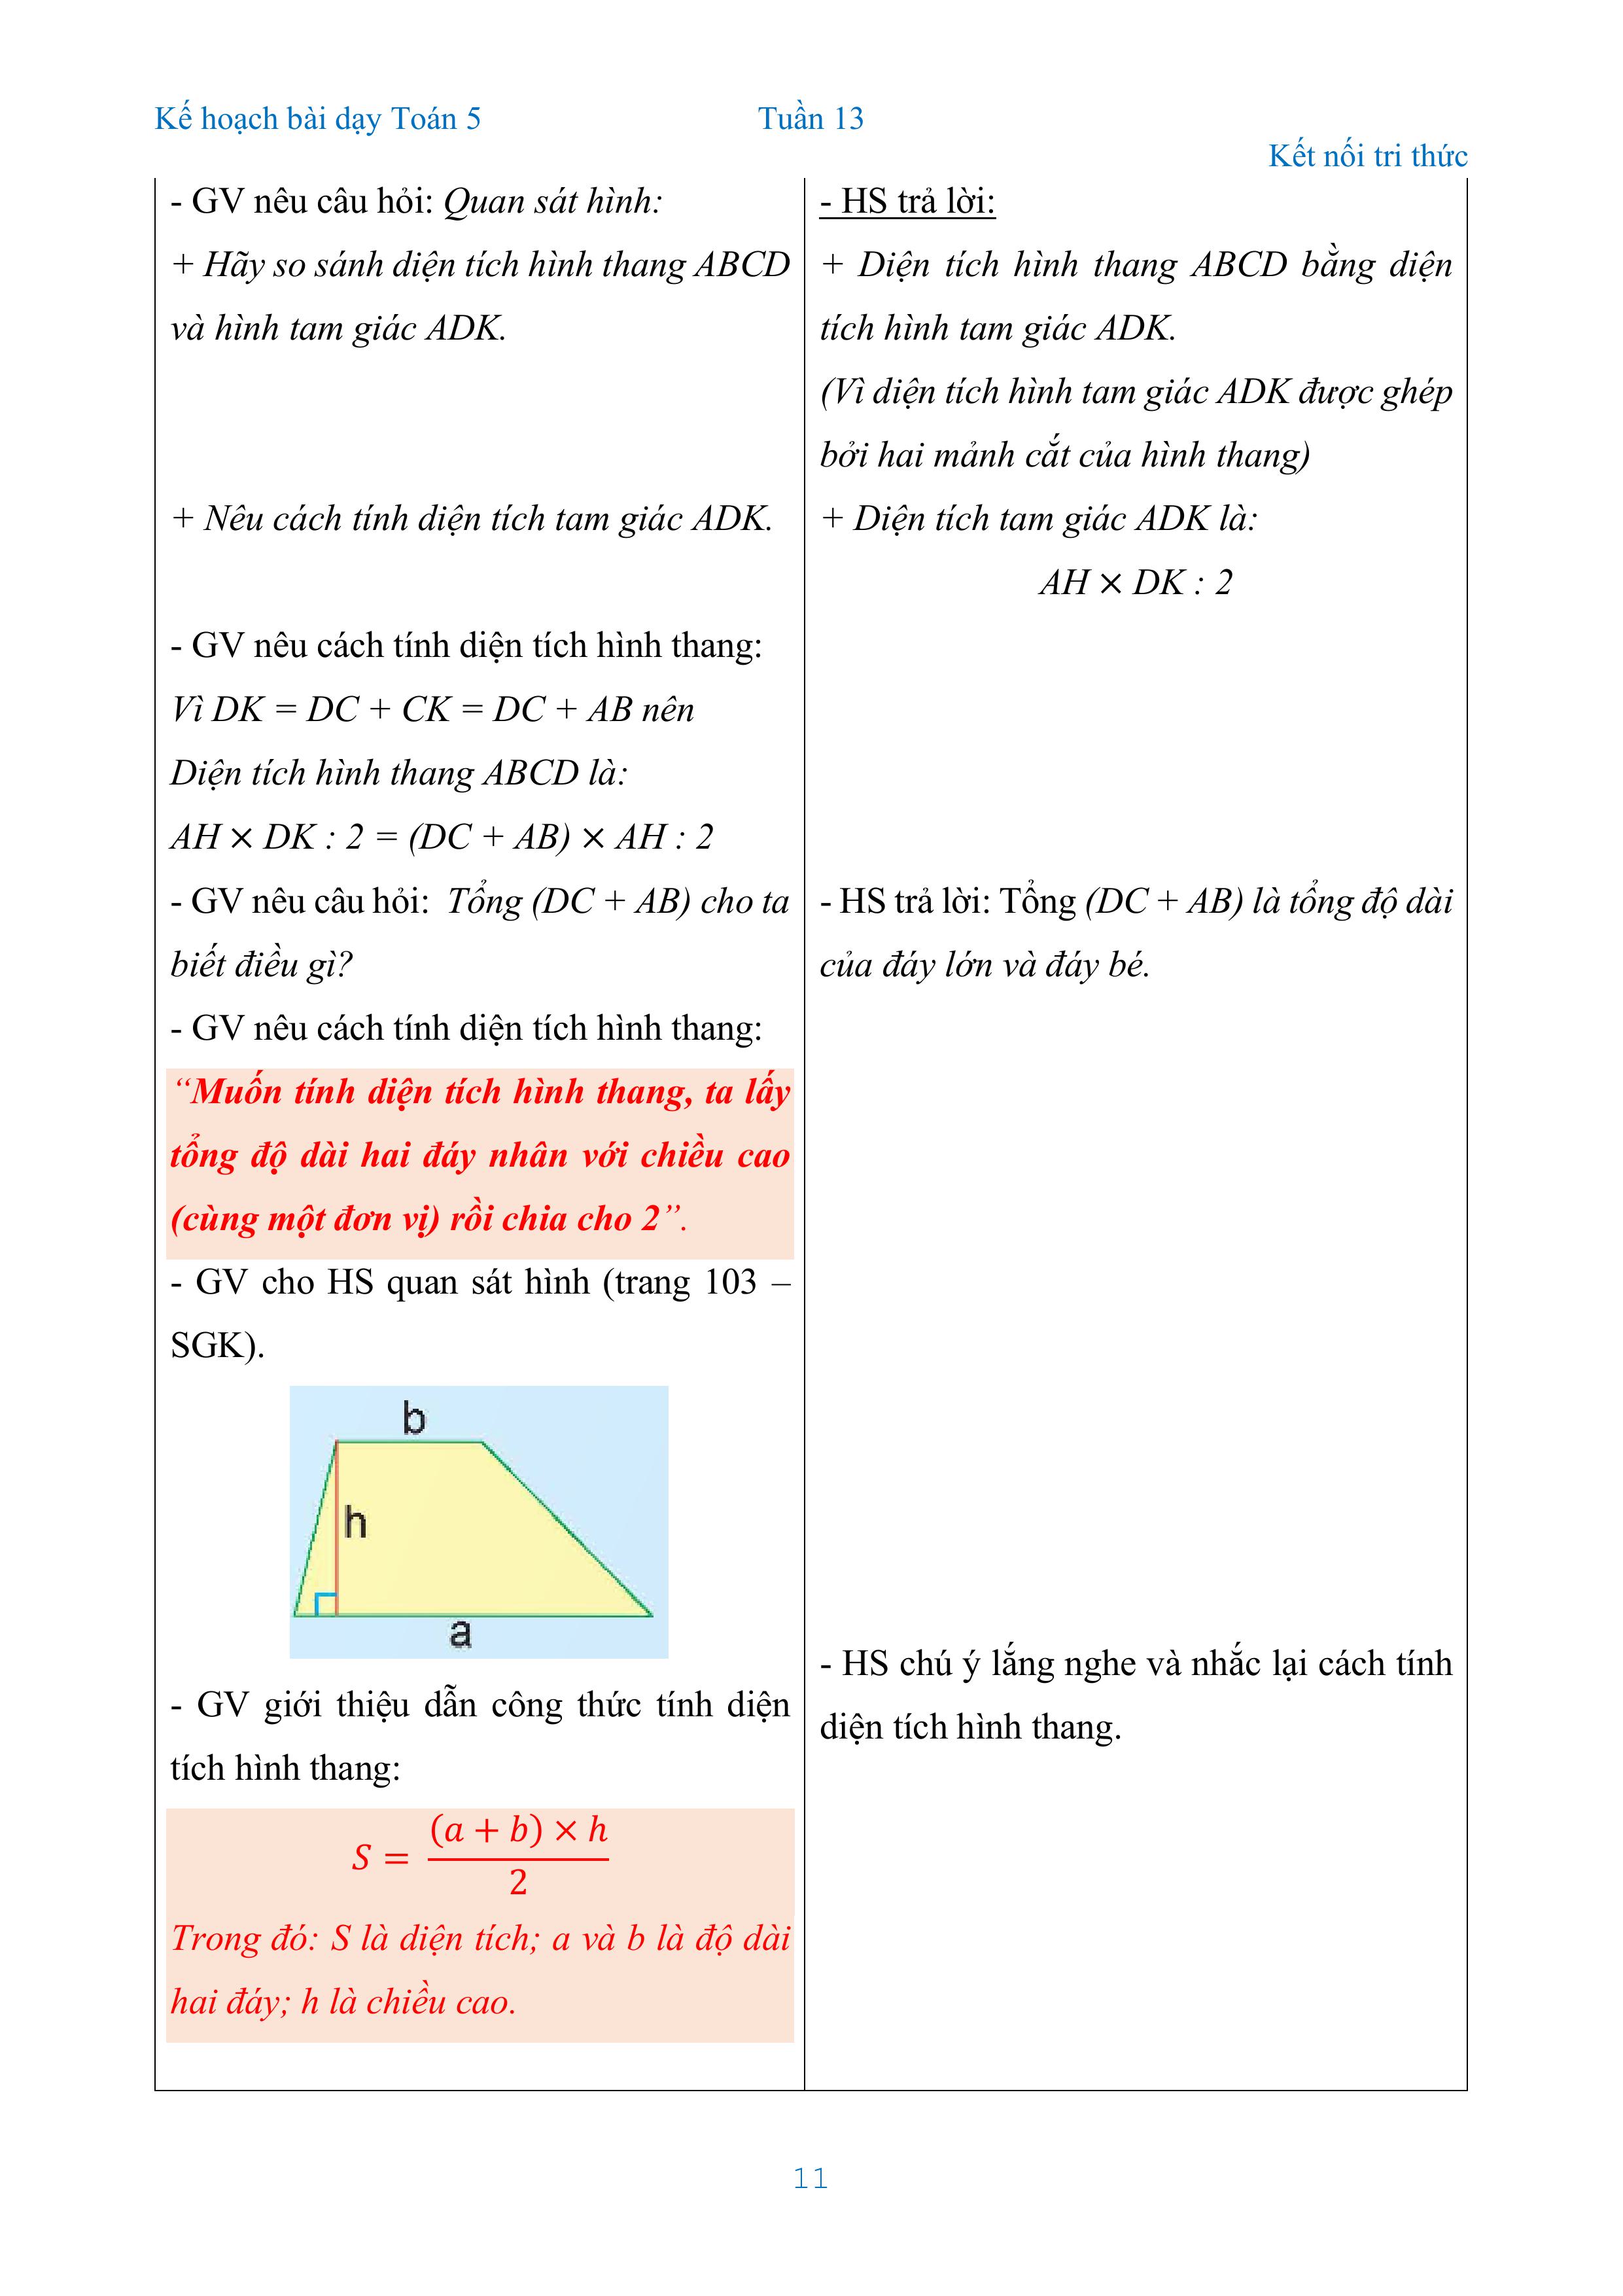 Kế hoạch bài dạy Toán 5 Tuần 13
Kết nối tri thức
- GV nêu câu hỏi: Quan sát hình:
+ Hãy so sánh diện tích hình thang ABCD
và hình tam giác ADK.
+ Nêu cách tính diện tích tam giác ADK.
- GV nêu cách tính diện tích hình thang:
Vì DK = DC + CK = DC + AB nên
Diện tích hình thang ABCD là:
AH × DK : 2 = (DC + AB) × AH : 2
- GV nêu câu hỏi: Tổng (DC + AB) cho ta
biết điều gì?
- GV nêu cách tính diện tích hình thang:
“Muốn tính diện tích hình thang, ta lấy
tổng độ dài hai đáy nhân với chiều cao
(cùng một đơn vị) rồi chia cho 2”.
- GV cho HS quan sát hình (trang 103 –
SGK).
b
h
a
- GV giới thiệu dẫn công thức tính diện
tích hình thang:
S = (a + b) × h / 2
Trong đó: S là diện tích; a và b là độ dài
hai đáy; h là chiều cao.
- HS trả lời:
+ Diện tích hình thang ABCD bằng diện
tích hình tam giác ADK.
(Vì diện tích hình tam giác ADK được ghép
bởi hai mảnh cắt của hình thang)
+ Diện tích tam giác ADK là:
AH × DK : 2
- HS trả lời: Tổng (DC + AB) là tổng độ dài
của đáy lớn và đáy bé.
- HS chú ý lắng nghe và nhắc lại cách tính
diện tích hình thang.
11